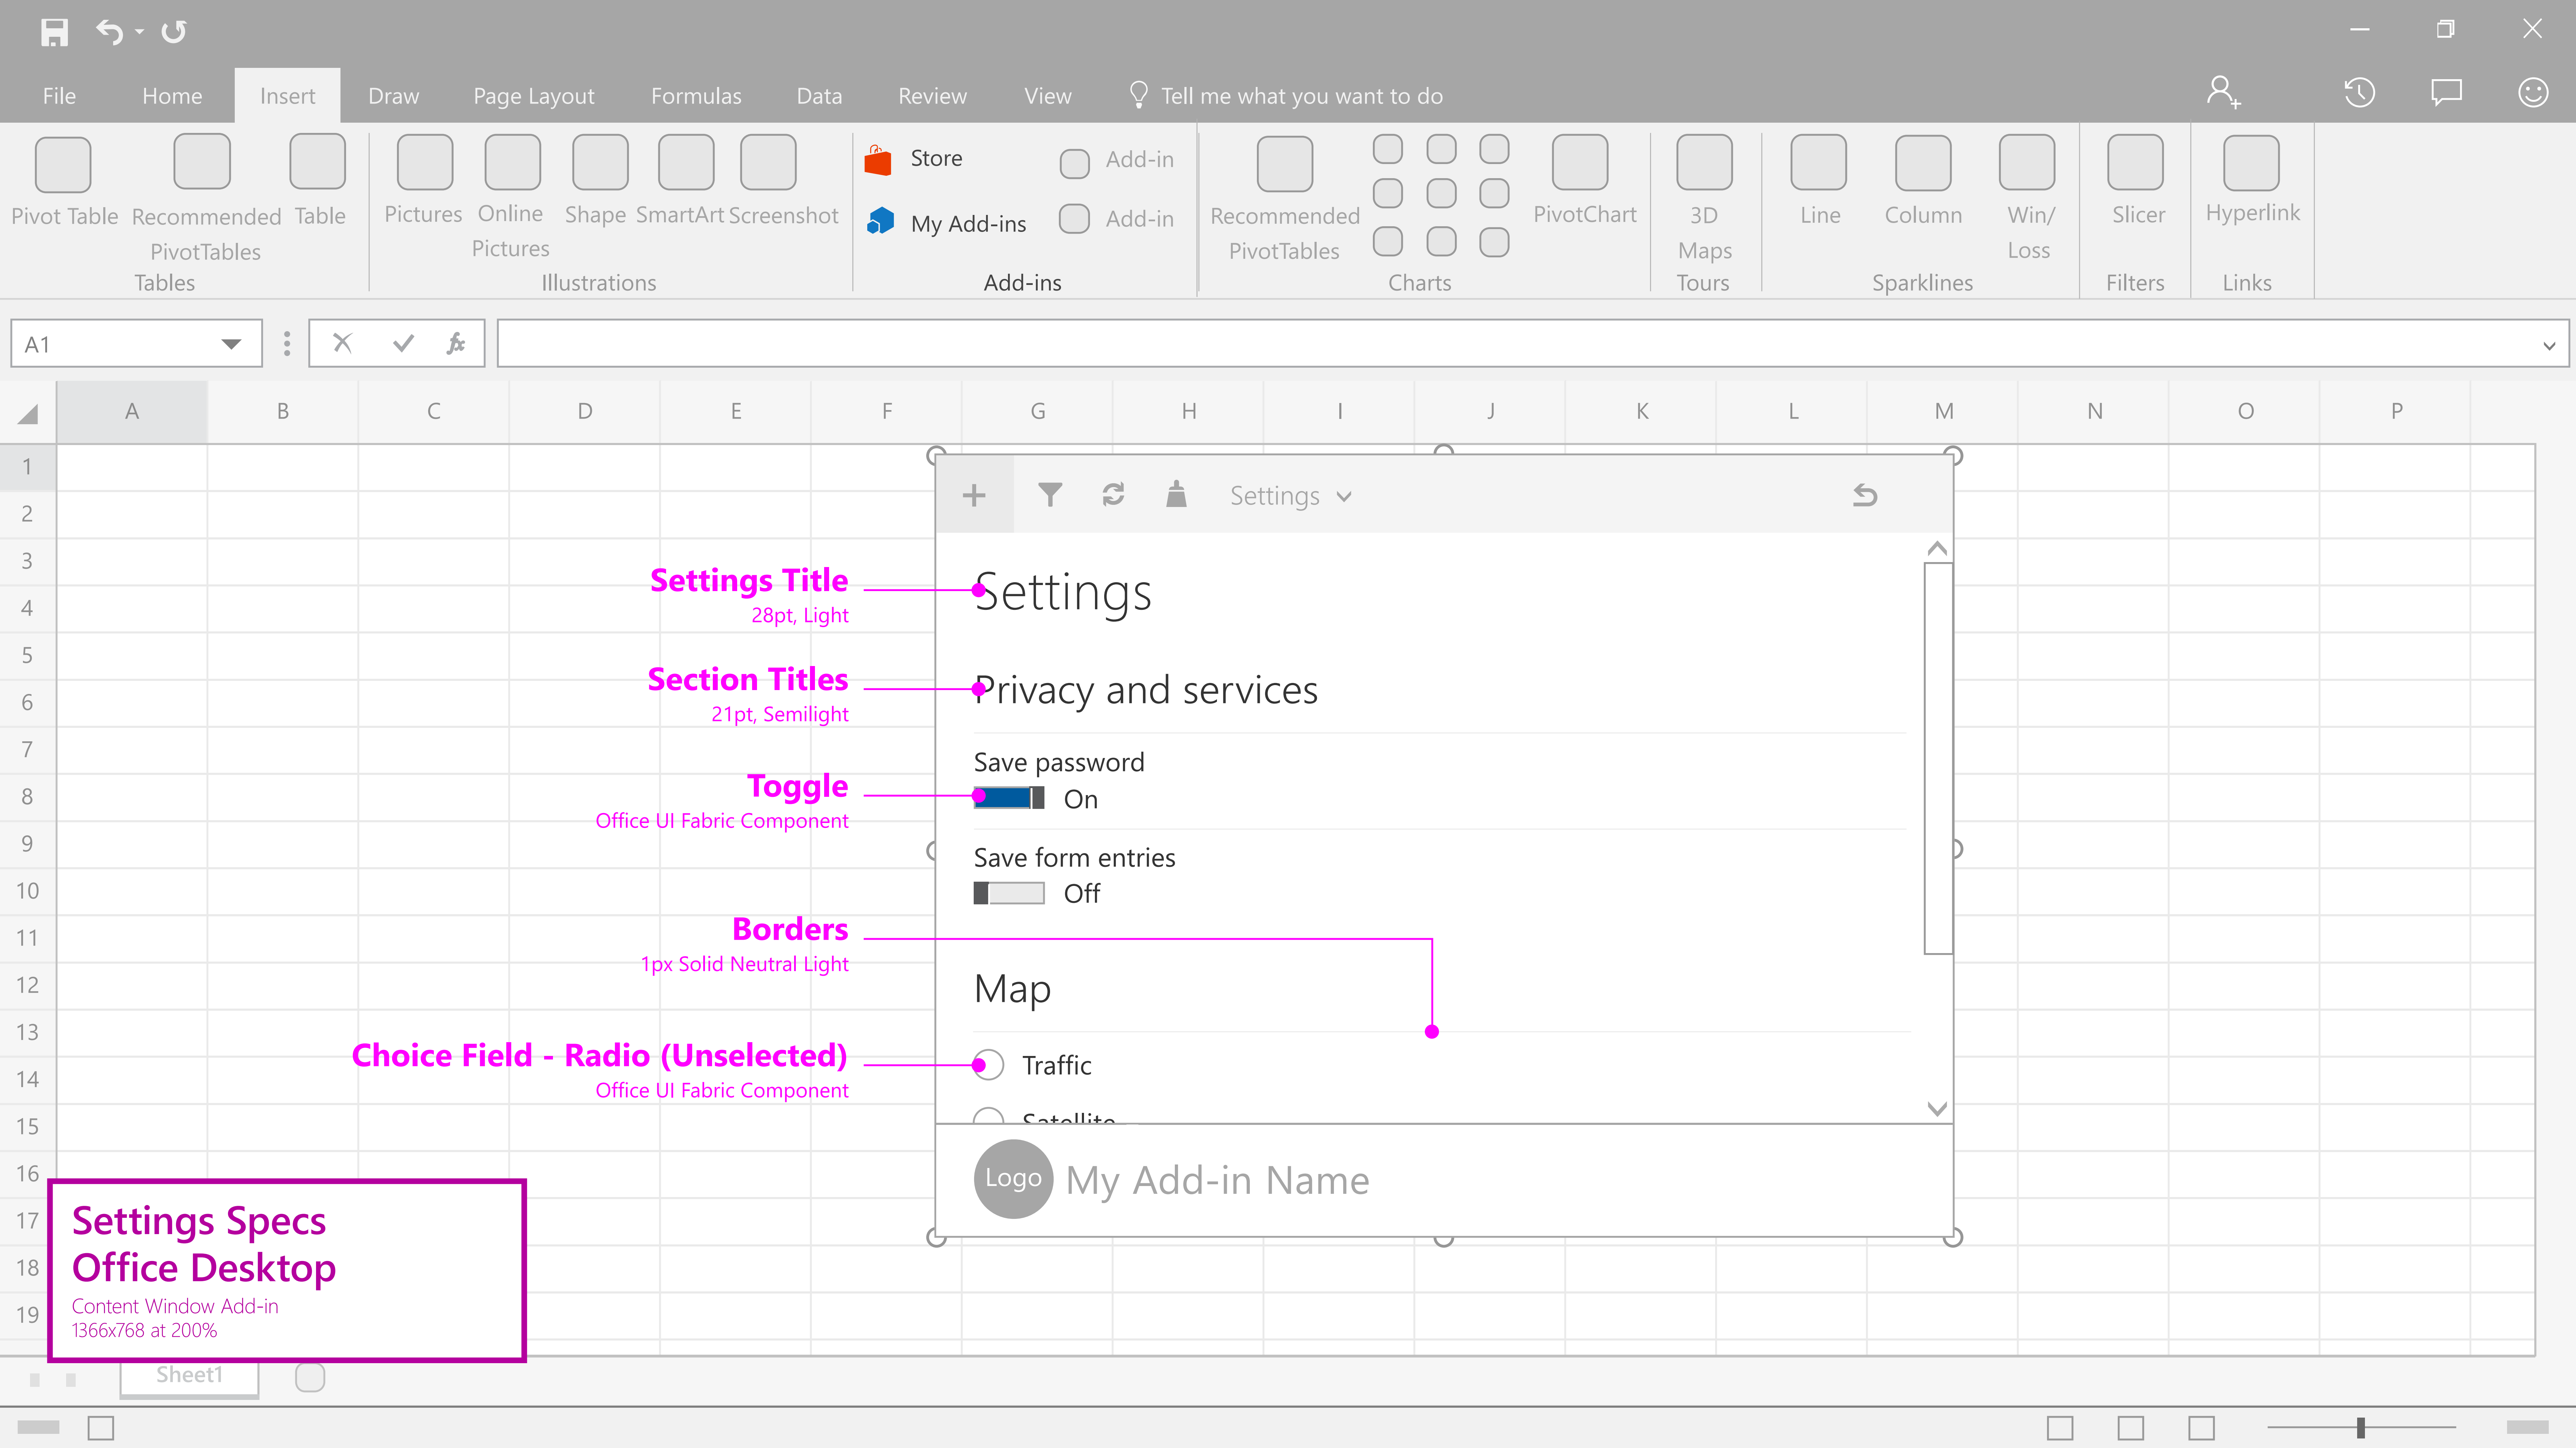 File Home Insert Draw Page Layout Formulas Data Review View Tell me what you want to do
Pivot Table
Recommended
PivotTables
Table
Tables
Pictures
Online
Pictures
Shape
SmartArt
Screenshot
Illustrations
Store
My Add-ins
Add-in
Add-in
Add-ins
Recommended
PivotTables
PivotChart
Charts
3D
Maps
Tours
Line
Column
Win/
Loss
Sparklines
Slicer
Filters
Hyperlink
Links
A1
fx
A B C D E F G H I J K L M N O P
1
2
3
4
5
6
7
8
9
10
11
12
13
14
15
16
17
18
19
Settings Title
28pt, Light
Section Titles
21pt, Semilight
Toggle
Office UI Fabric Component
Borders
1px Solid Neutral Light
Choice Field - Radio (Unselected)
Office UI Fabric Component
Settings
Settings
Privacy and services
Save password
On
Save form entries
Off
Map
Traffic
Satellite
Logo My Add-in Name
Settings Specs
Office Desktop
Content Window Add-in
1366x768 at 200%
Sheet1